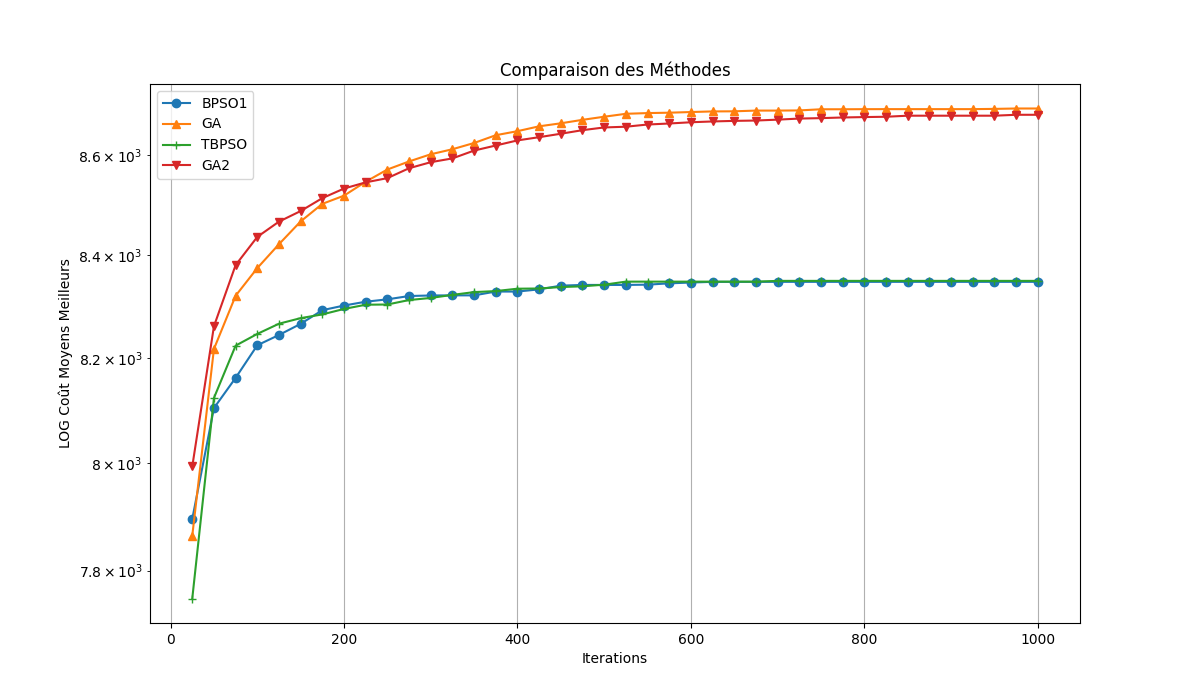 Comparaison des Méthodes
BPSO1
GA
TBPSO
GA2
8.6 × 10³
8.4 × 10³
8.2 × 10³
8 × 10³
7.8 × 10³
LOG Coût Moyens Meilleurs
0 200 400 600 800 1000
Iterations